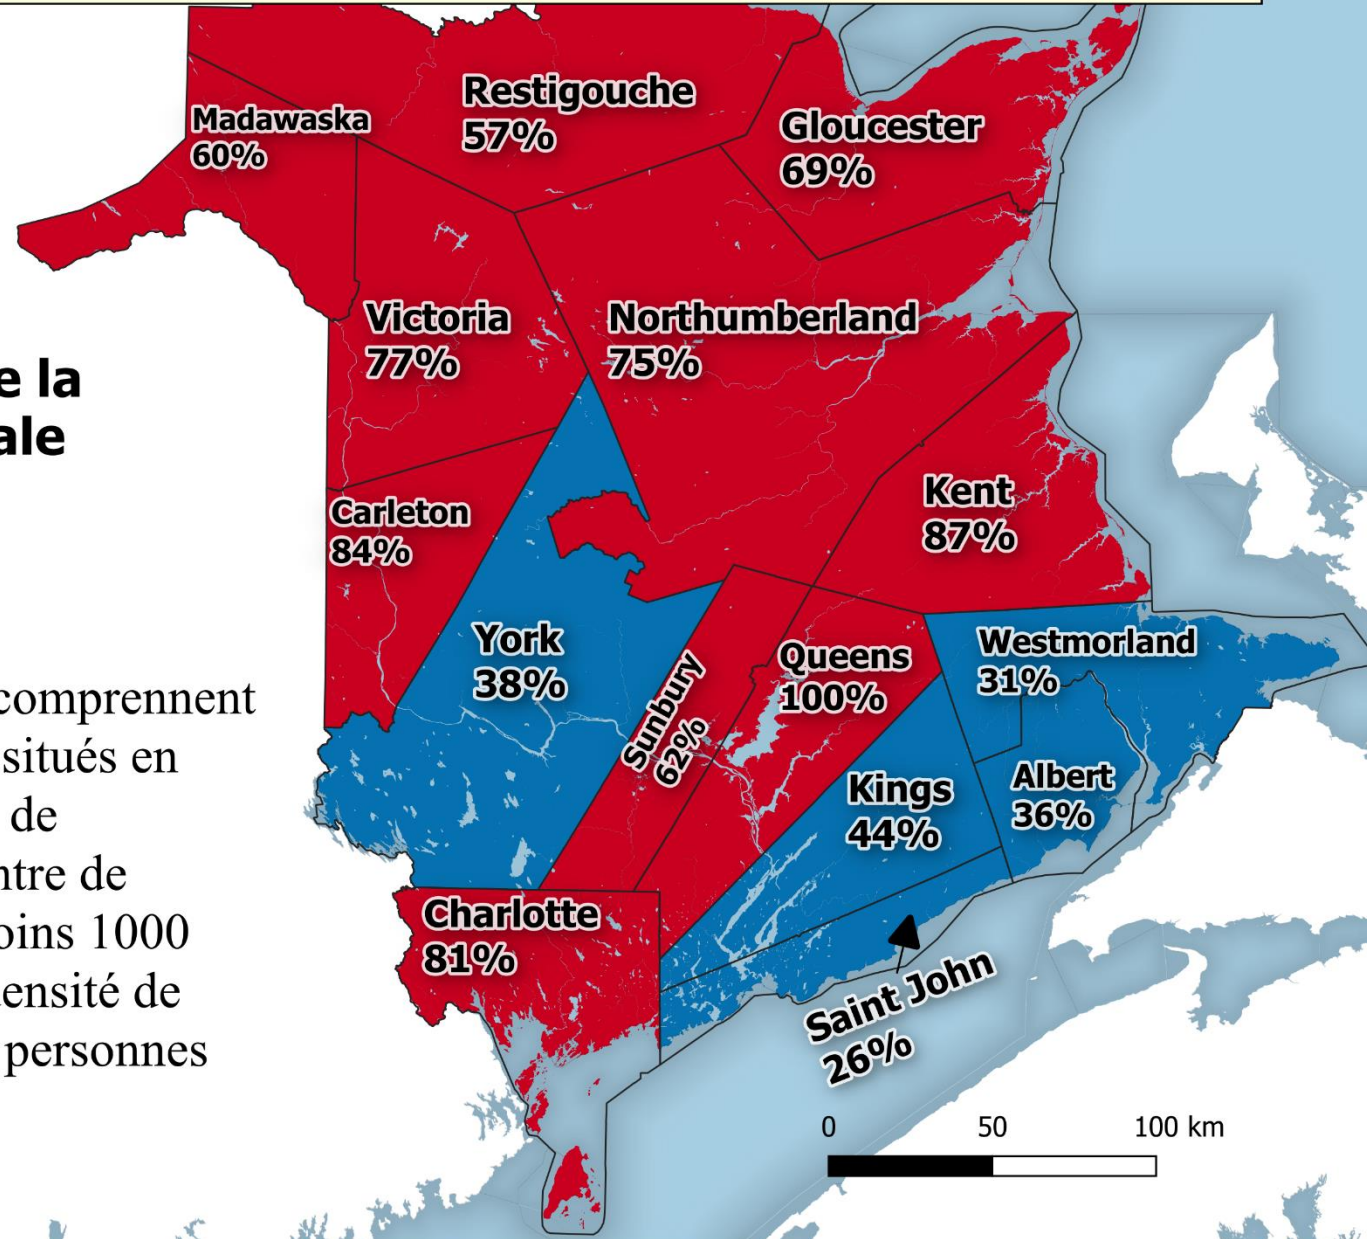 Restigouche
57%
Madawaska
60%
Gloucester
69%
Victoria
77%
Northumberland
75%
e la
ale
Carleton
84%
Kent
87%
York
38%
Sunbury
62%
Queens
100%
Westmorland
31%
Kings
44%
Albert
36%
comprennent
situés en
de
ntre de
oins 1000
ensité de
personnes
Charlotte
81%
Saint John
26%
0 50 100 km